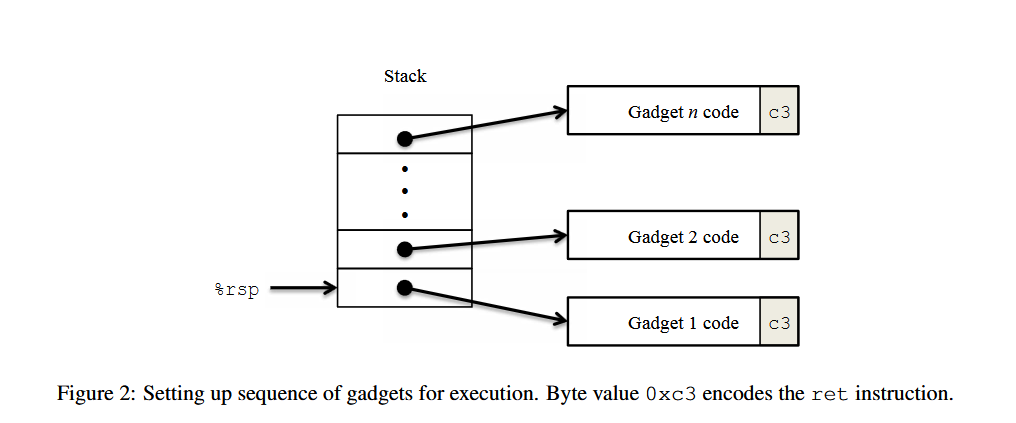 Stack
Gadget n code c3
Gadget 2 code c3
%rsp
Gadget 1 code c3
Figure 2: Setting up sequence of gadgets for execution. Byte value 0xc3 encodes the ret instruction.